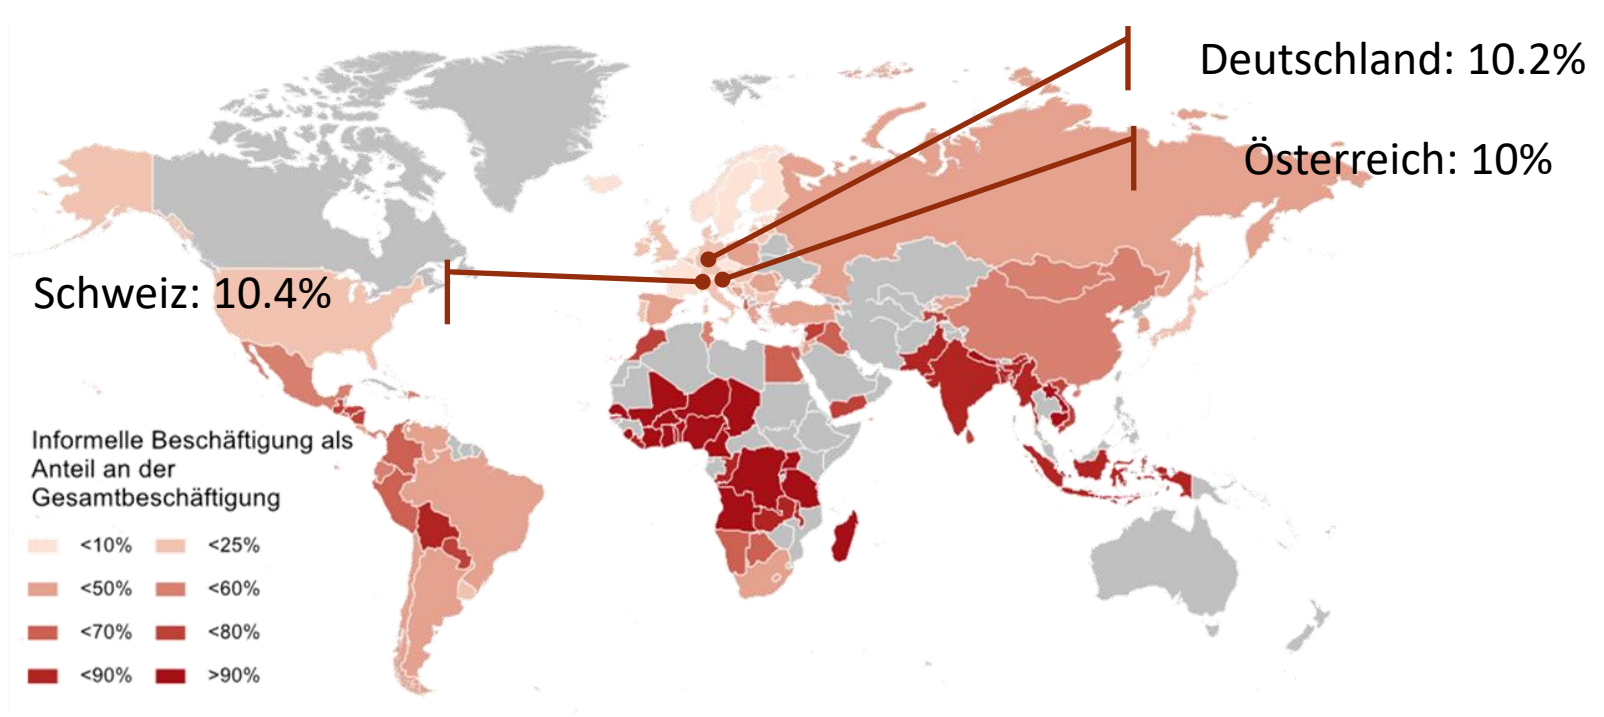 Deutschland: 10.2%
Österreich: 10%
Schweiz: 10.4%
Informelle Beschäftigung als
Anteil an der
Gesamtbeschäftigung
<10% <25%
<50% <60%
<70% <80%
<90% >90%